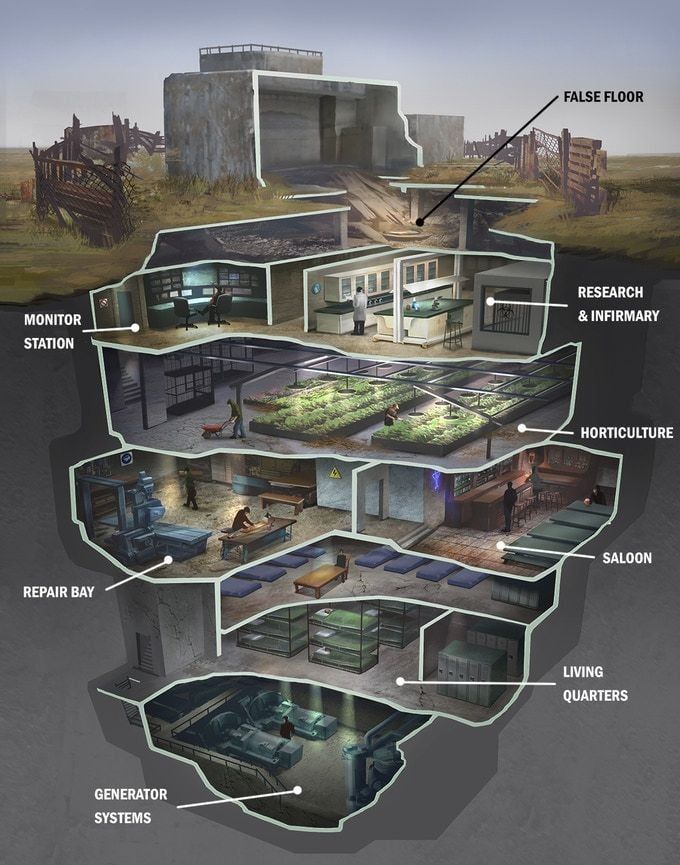 FALSE FLOOR
RESEARCH
& INFIRMARY
MONITOR
STATION
HORTICULTURE
SALOON
REPAIR BAY
LIVING
QUARTERS
GENERATOR
SYSTEMS